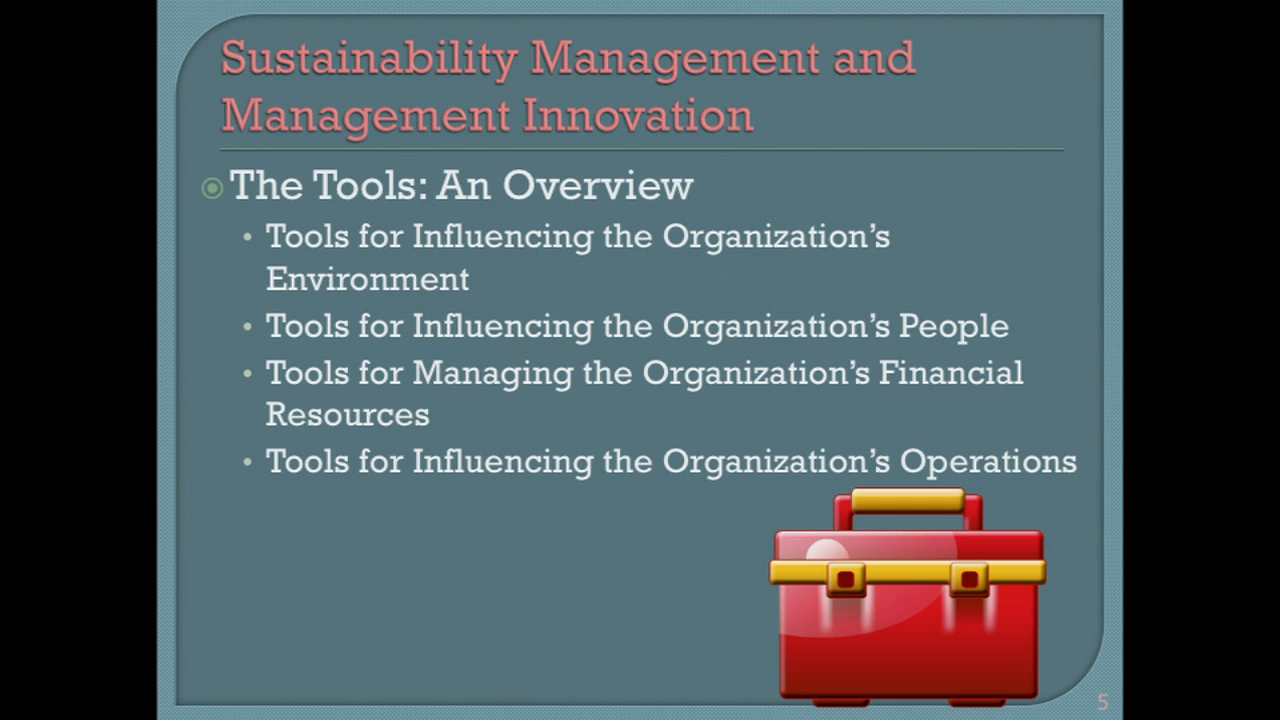 Sustainability Management and
Management Innovation
The Tools: An Overview
• Tools for Influencing the Organization’s
Environment
• Tools for Influencing the Organization’s People
• Tools for Managing the Organization’s Financial
Resources
• Tools for Influencing the Organization’s Operations
5